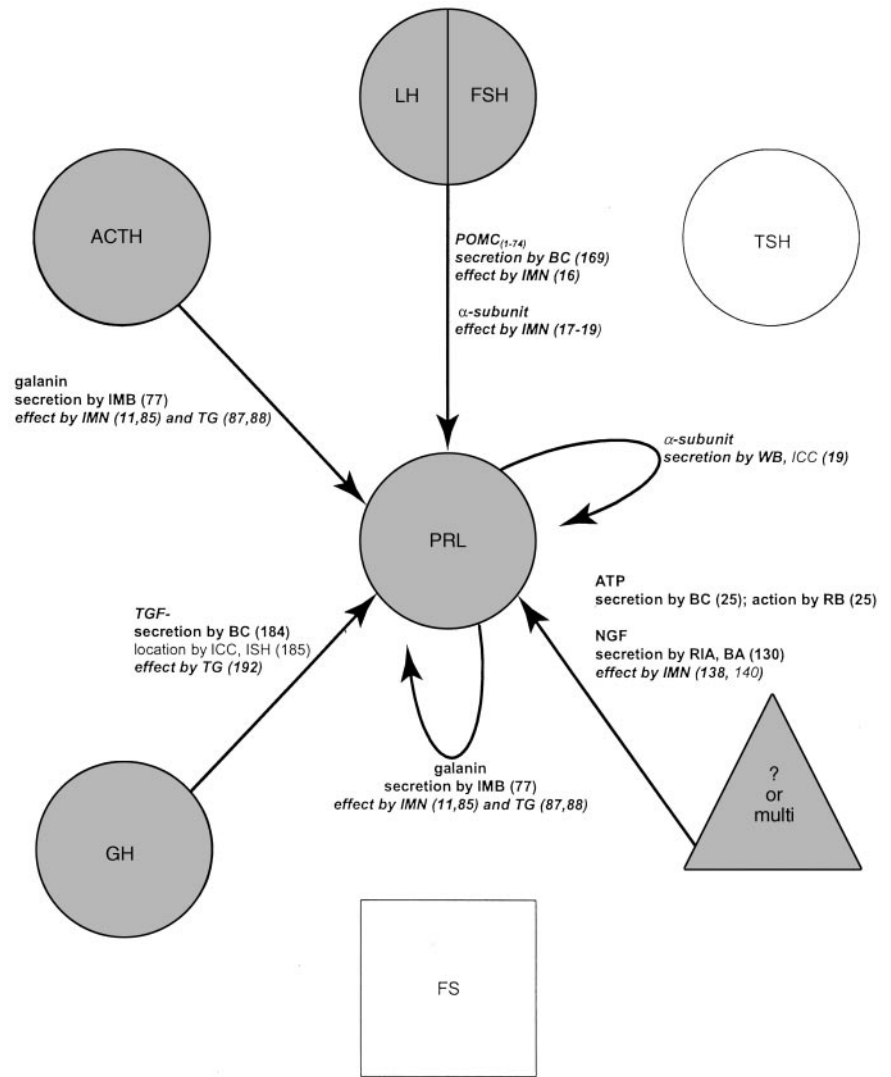 LH
FSH
ACTH
TSH
POMC(1-74)
secretion by BC (169)
effect by IMN (16)
α-subunit
effect by IMN (17-19)
galanin
secretion by IMB (77)
effect by IMN (11,85) and TG (87,88)
α-subunit
secretion by WB, ICC (19)
PRL
ATP
secretion by BC (25); action by RB (25)
NGF
secretion by RIA, BA (130)
effect by IMN (138, 140)
TGF-
secretion by BC (184)
location by ICC, ISH (185)
effect by TG (192)
galanin
secretion by IMB (77)
effect by IMN (11,85) and TG (87,88)
?
or
multi
GH
FS